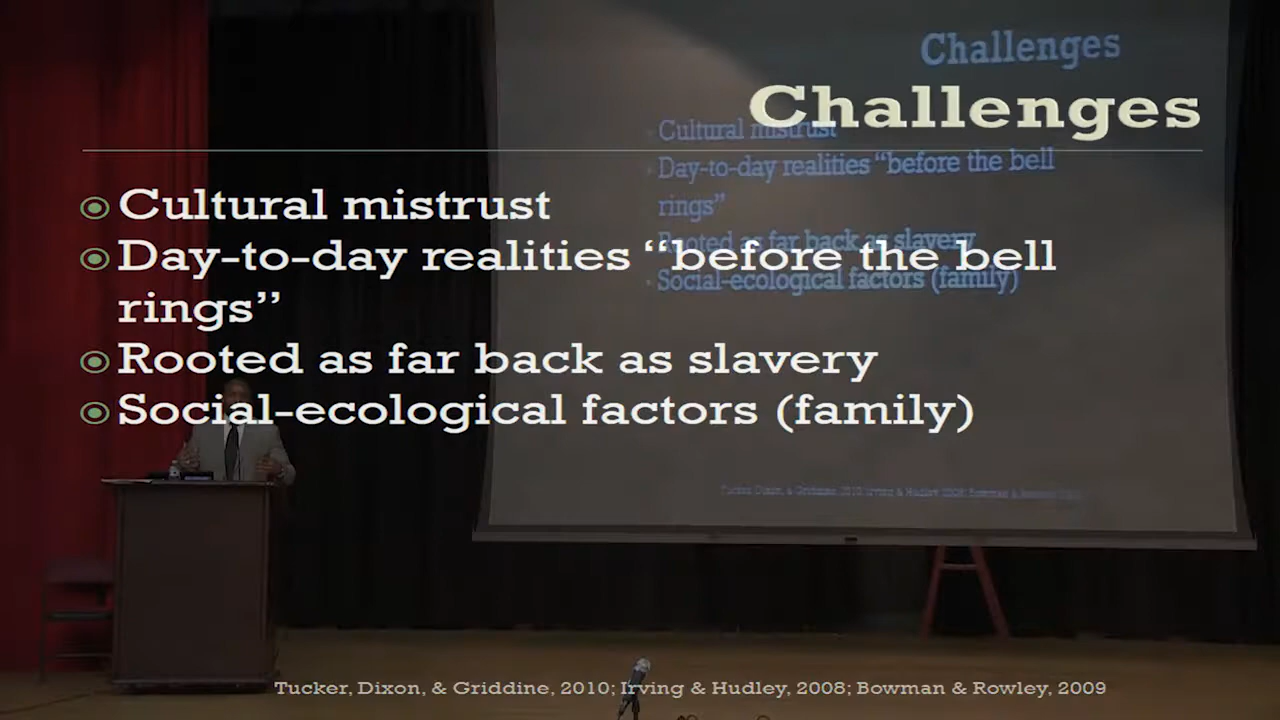 Challenges
Cultural mistrust
Day-to-day realities “before the bell
rings”
Rooted as far back as slavery
Social-ecological factors (family)
Tucker, Dixon, & Griddine, 2010; Irving & Hudley, 2008; Bowman & Rowley, 2009
Challenges
Cultural mistrust
Day-to-day realities “before the bell
rings”
Rooted as far back as slavery
Social-ecological factors (family)